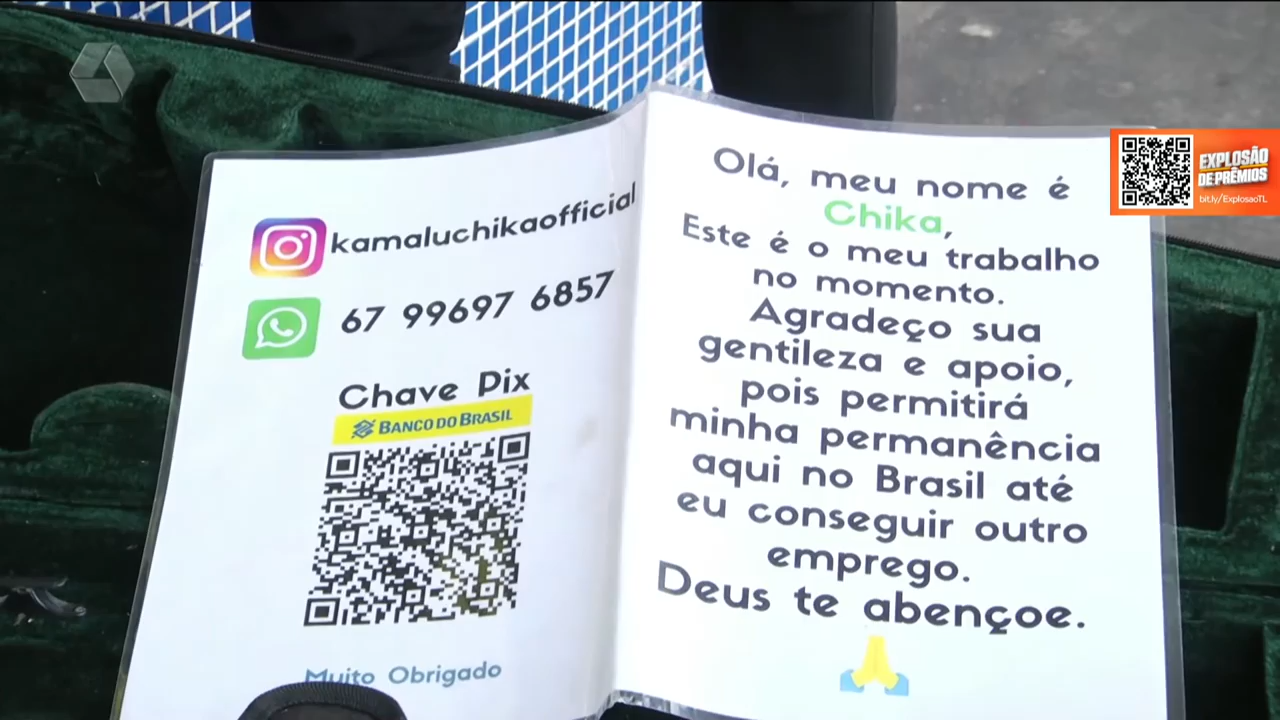 kamaluchikaofficial
67 99697 6857
Chave Pix
BANCO DO BRASIL
Muito Obrigado
Olá, meu nome é
Chika,
Este é o meu trabalho
no momento.
Agradeço sua
gentileza e apoio,
pois permitirá
minha permanência
aqui no Brasil até
eu conseguir outro
emprego.
Deus te abençoe.
EXPLOSÃO
DE PRÊMIOS
bit.ly/ExplosaoTL